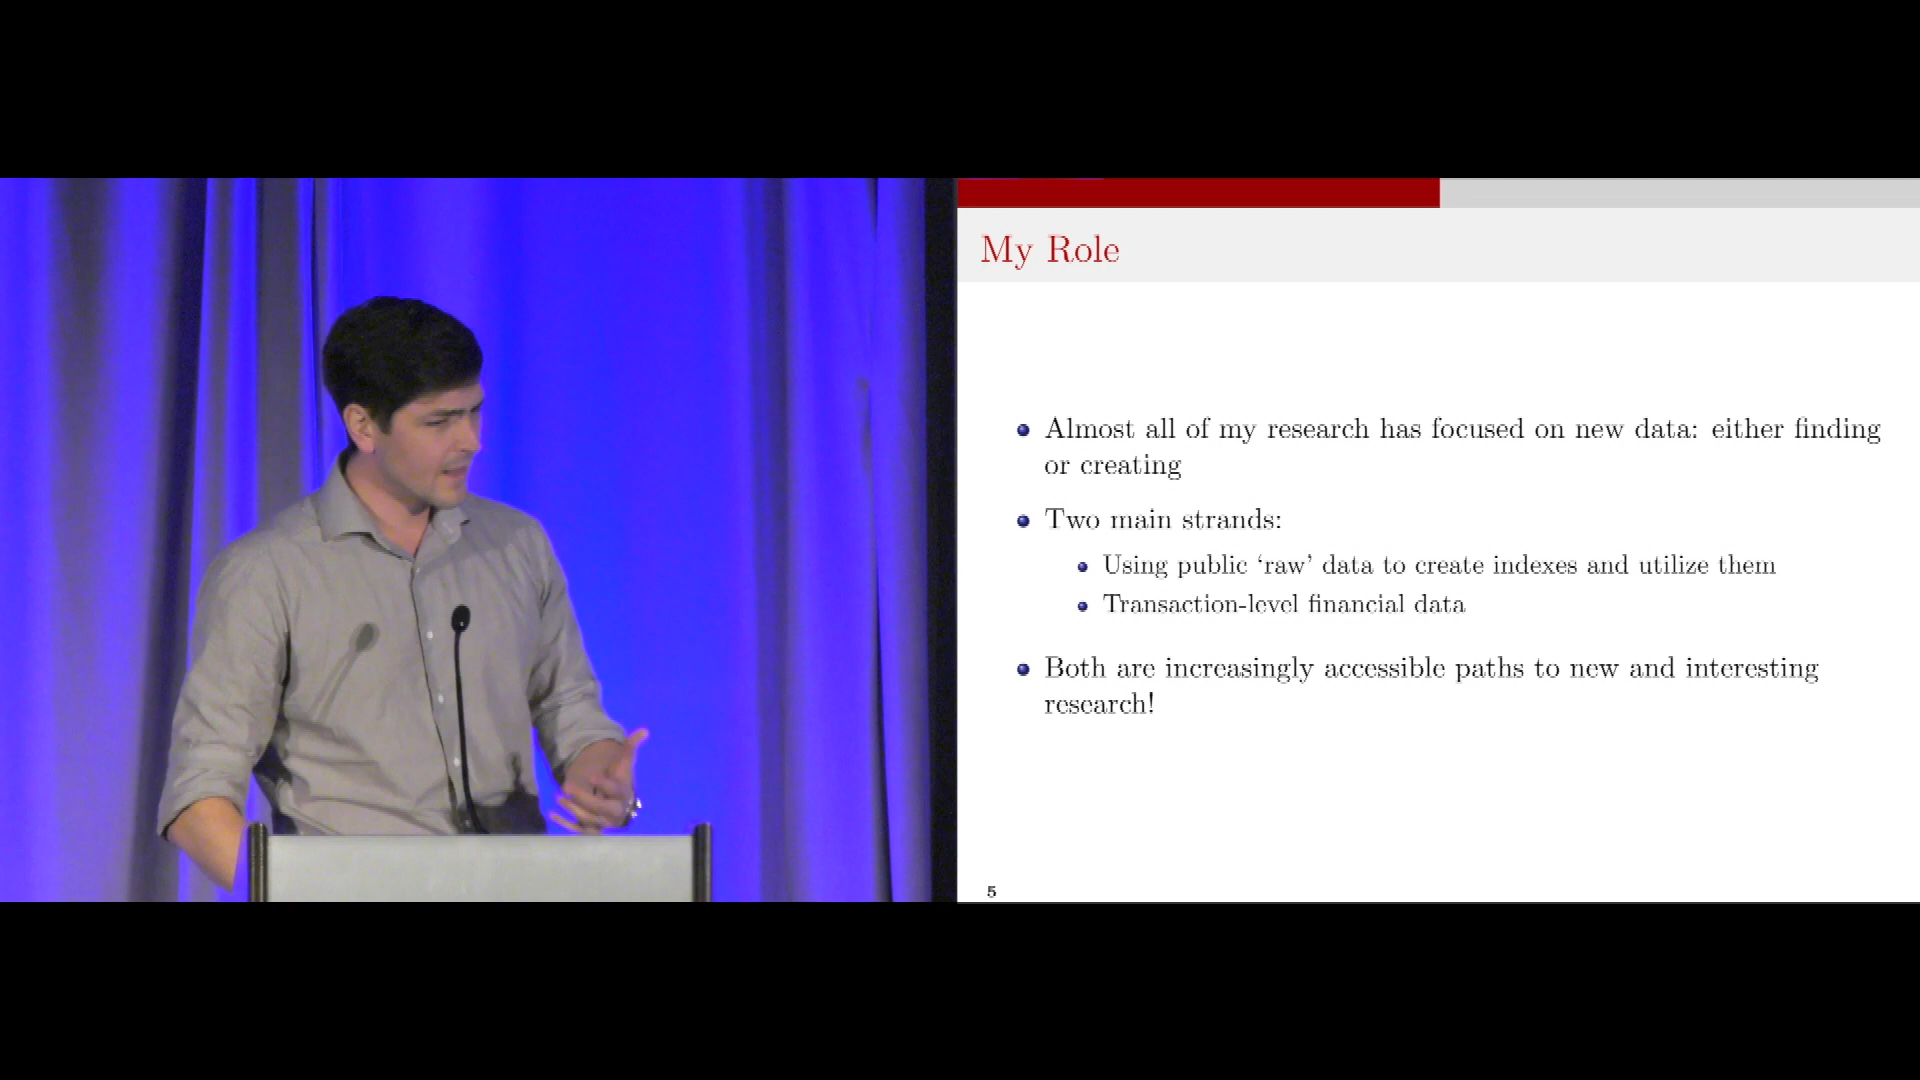 My Role
Almost all of my research has focused on new data: either finding
or creating
Two main strands:
Using public ‘raw’ data to create indexes and utilize them
Transaction-level financial data
Both are increasingly accessible paths to new and interesting
research!
5